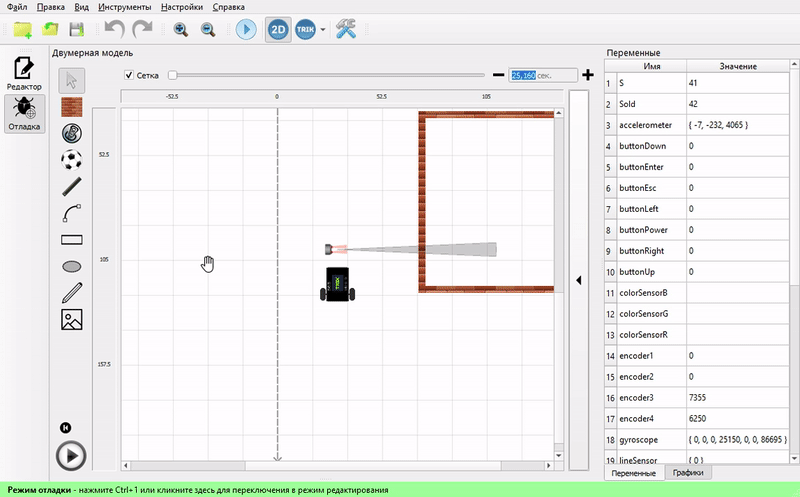 Файл Правка Вид Инструменты Настройки Справка
2D TRIK
Двумерная модель
Редактор
Отладка
Сетка
25,160 сек.
-52.5 0 52.5 105
52.5
105
157.5
TRIK
Переменные
Имя Значение
1 S 41
2 Sold 42
3 accelerometer { -7, -232, 4065 }
4 buttonDown 0
5 buttonEnter 0
6 buttonEsc 0
7 buttonLeft 0
8 buttonPower 0
9 buttonRight 0
10 buttonUp 0
11 colorSensorB
12 colorSensorG
13 colorSensorR
14 encoder1 0
15 encoder2 0
16 encoder3 7355
17 encoder4 6250
18 gyroscope { 0, 0, 0, 25150, 0, 0, 86695 }
19 lineSensor { 0 }
Переменные Графики
Режим отладки - нажмите Ctrl+1 или кликните здесь для переключения в режим редактирования